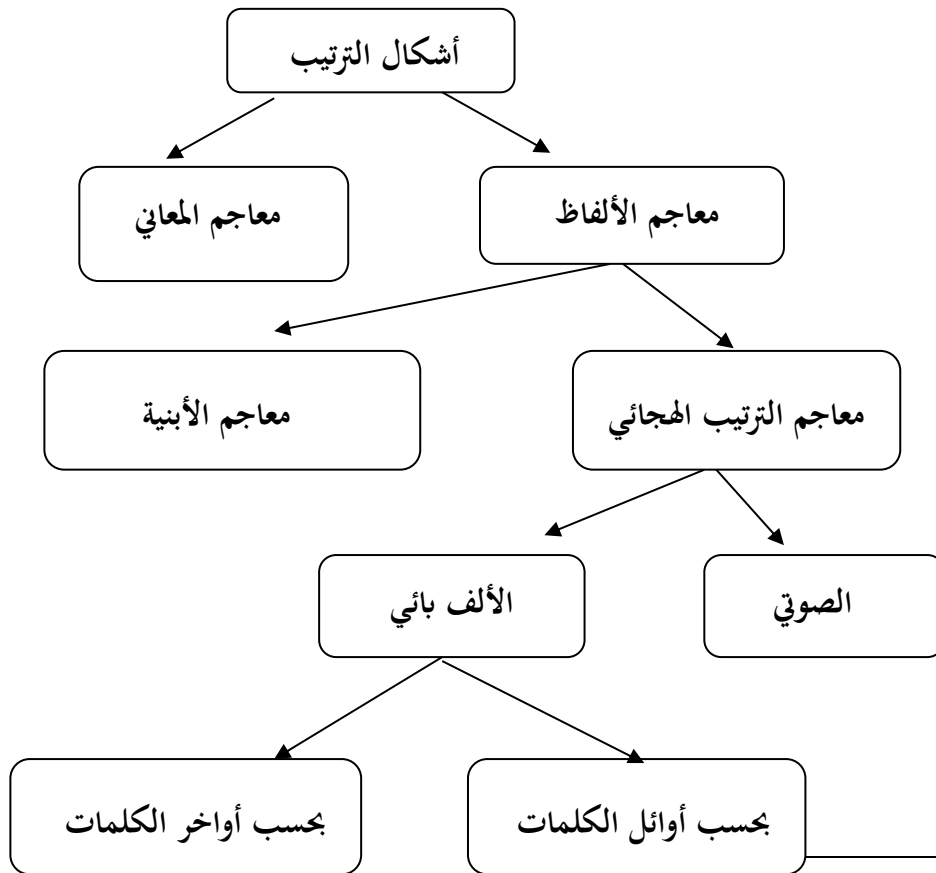 أشكال الترتيب
معاجم الألفاظ
معاجم المعاني
معاجم الترتيب الهجائي
معاجم الأبنية
الصوتي
الألف بائي
بحسب أوائل الكلمات
بحسب أواخر الكلمات